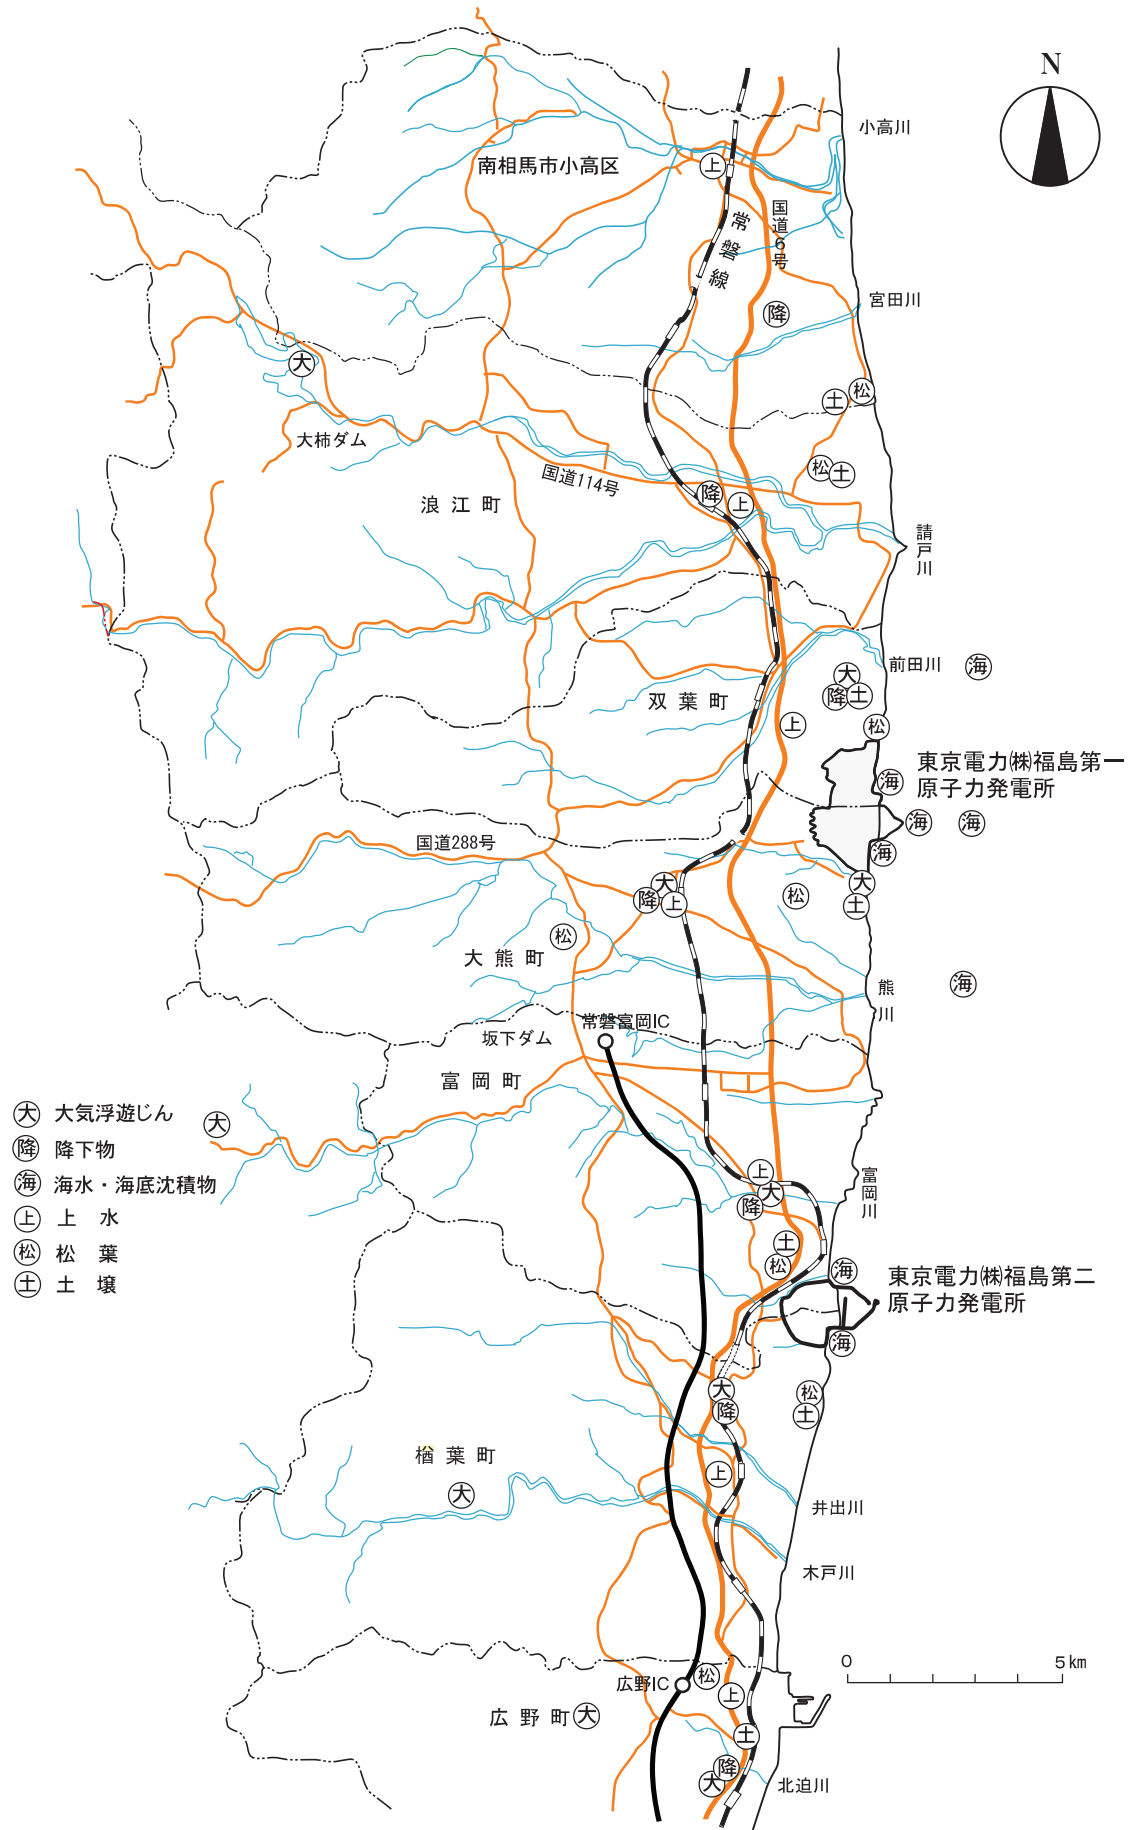 N
小高川
南相馬市小高区
上
国道6号
常磐線
宮田川
降
大
松
土
大柿ダム
松
土
国道114号
降
上
浪江町
請戸川
前田川
海
大
降
土
双葉町
上
松
東京電力㈱福島第一
原子力発電所
海
海
海
国道288号
海
大
大
降
上
松
土
松
大熊町
海
熊川
常磐富岡IC
坂下ダム
富岡町
大 大気浮遊じん
大
降 降下物
海 海水・海底沈積物
上 上水
松 松葉
土 土壌
上
大
降
富岡川
土
松
海
東京電力㈱福島第二
原子力発電所
海
大
降
松
土
楢葉町
大
上
井出川
木戸川
0
5km
松
広野IC
上
広野町
大
土
降
大
北迫川